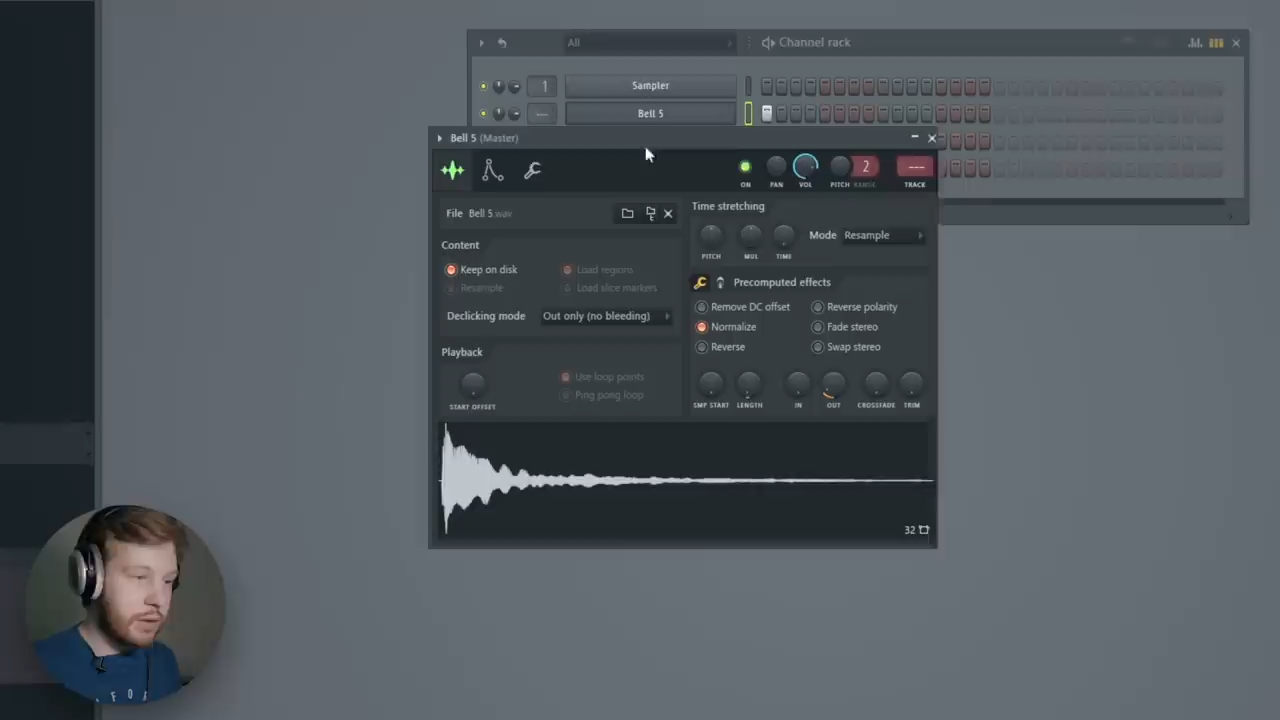 All
Channel rack
1
Sampler
---
Bell 5
Bell 5 (Master)
2
---
ON
PAN
VOL
PITCH
RANGE
TRACK
File Bell 5.wav
Time stretching
PITCH
MUL
TIME
Mode
Resample
Content
Keep on disk
Load regions
Resample
Load slice markers
Declicking mode
Out only (no bleeding)
Precomputed effects
Remove DC offset
Reverse polarity
Normalize
Fade stereo
Reverse
Swap stereo
Playback
START OFFSET
Use loop points
Ping pong loop
SMP START
LENGTH
IN
OUT
CROSSFADE
TRIM
32
F O